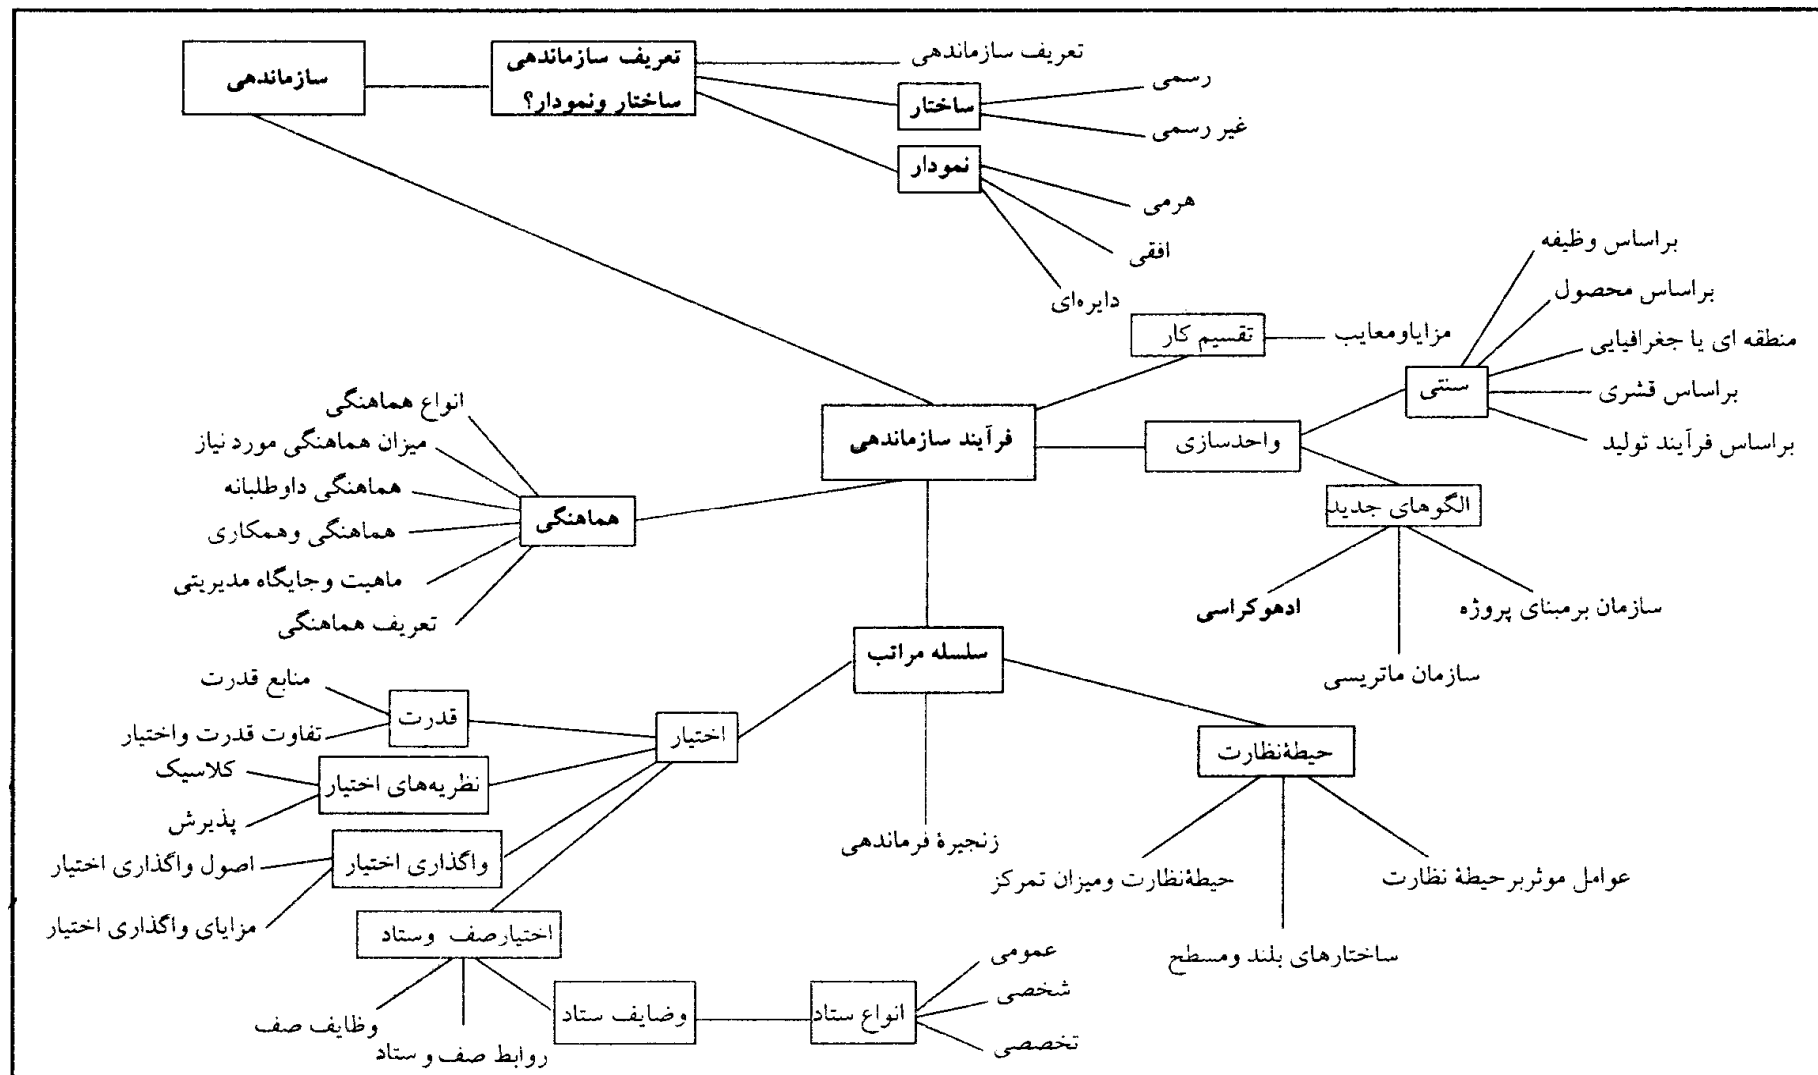 سازماندهی
تعریف سازماندهی
ساختار ونمودار؟
تعریف سازماندهی
ساختار
رسمی
غیر رسمی
نمودار
هرمی
افقی
دایره‌ای
تقسیم کار
مزایاومعایب
فرآیند سازماندهی
واحدسازی
سنتی
براساس وظیفه
براساس محصول
منطقه ای یا جغرافیایی
براساس قشری
براساس فرآیند تولید
الگوهای جدید
سازمان برمبنای پروژه
سازمان ماتریسی
ادهوکراسی
هماهنگی
انواع هماهنگی
میزان هماهنگی مورد نیاز
هماهنگی داوطلبانه
هماهنگی وهمکاری
ماهیت وجایگاه مدیریتی
تعریف هماهنگی
سلسله مراتب
حیطهٔ‌نظارت
عوامل موثربرحیطهٔ نظارت
ساختارهای بلند ومسطح
حیطهٔ‌نظارت ومیزان تمرکز
زنجیرهٔ فرماندهی
اختیار
قدرت
منابع قدرت
تفاوت قدرت واختیار
نظریه‌های اختیار
کلاسیک
پذیرش
واگذاری اختیار
اصول واگذاری اختیار
مزایای واگذاری اختیار
اختیارصف وستاد
وظایف صف
روابط صف و ستاد
وضایف ستاد
انواع ستاد
عمومی
شخصی
تخصصی